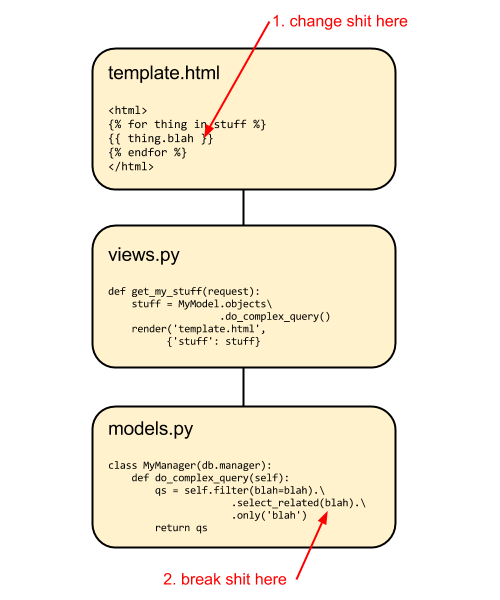 1. change shit here
template.html
<html>
{% for thing in stuff %}
{{ thing.blah }}
{% endfor %}
</html>
views.py
def get_my_stuff(request):
    stuff = MyModel.objects\
                   .do_complex_query()
    render('template.html',
          {'stuff': stuff}
models.py
class MyManager(db.manager):
    def do_complex_query(self):
        qs = self.filter(blah=blah).\
                     .select_related(blah).\
                     .only('blah')
        return qs
2. break shit here